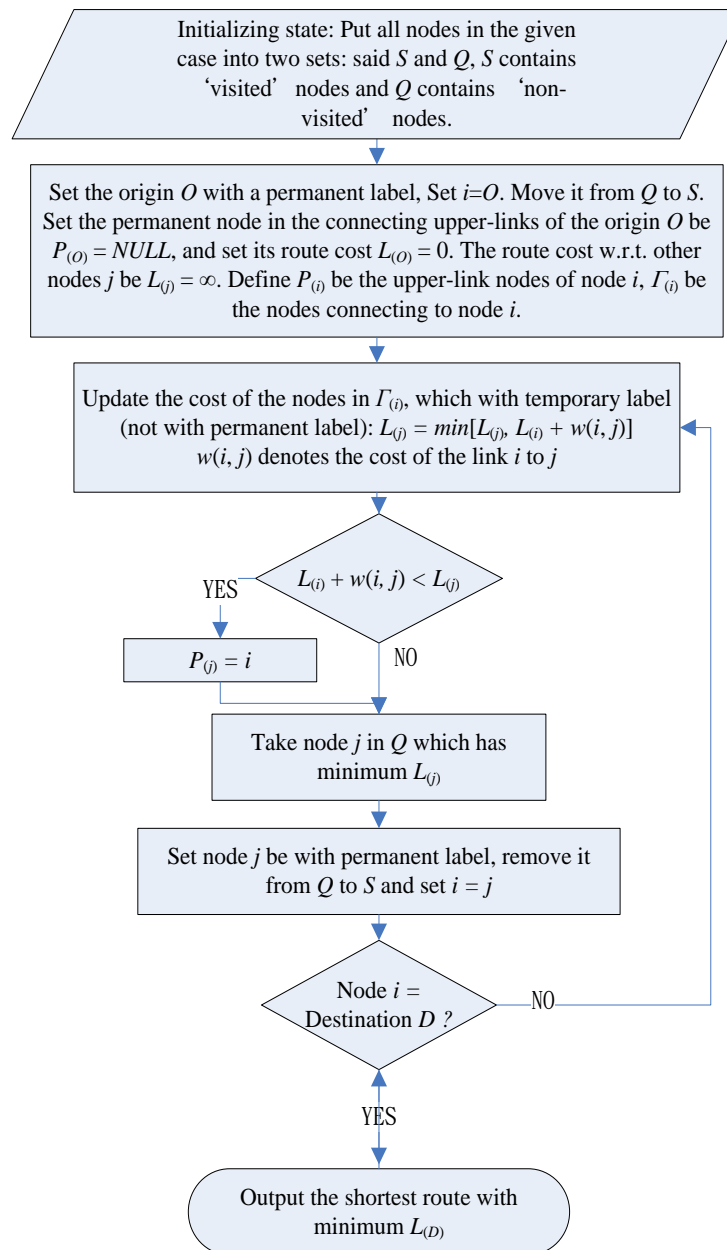 Initializing state: Put all nodes in the given
case into two sets: said S and Q, S contains
‘visited’ nodes and Q contains ‘non-
visited’ nodes.
Set the origin O with a permanent label, Set i=O. Move it from Q to S.
Set the permanent node in the connecting upper-links of the origin O be
P(O) = NULL, and set its route cost L(O) = 0. The route cost w.r.t. other
nodes j be L(j) = ∞. Define P(i) be the upper-link nodes of node i, Γ(i) be
the nodes connecting to node i.
Update the cost of the nodes in Γ(i), which with temporary label
(not with permanent label): L(j) = min[L(j), L(i) + w(i, j)]
w(i, j) denotes the cost of the link i to j
L(i) + w(i, j) < L(j)
YES
P(j) = i
NO
Take node j in Q which has
minimum L(j)
Set node j be with permanent label, remove it
from Q to S and set i = j
Node i =
Destination D ?
NO
YES
Output the shortest route with
minimum L(D)